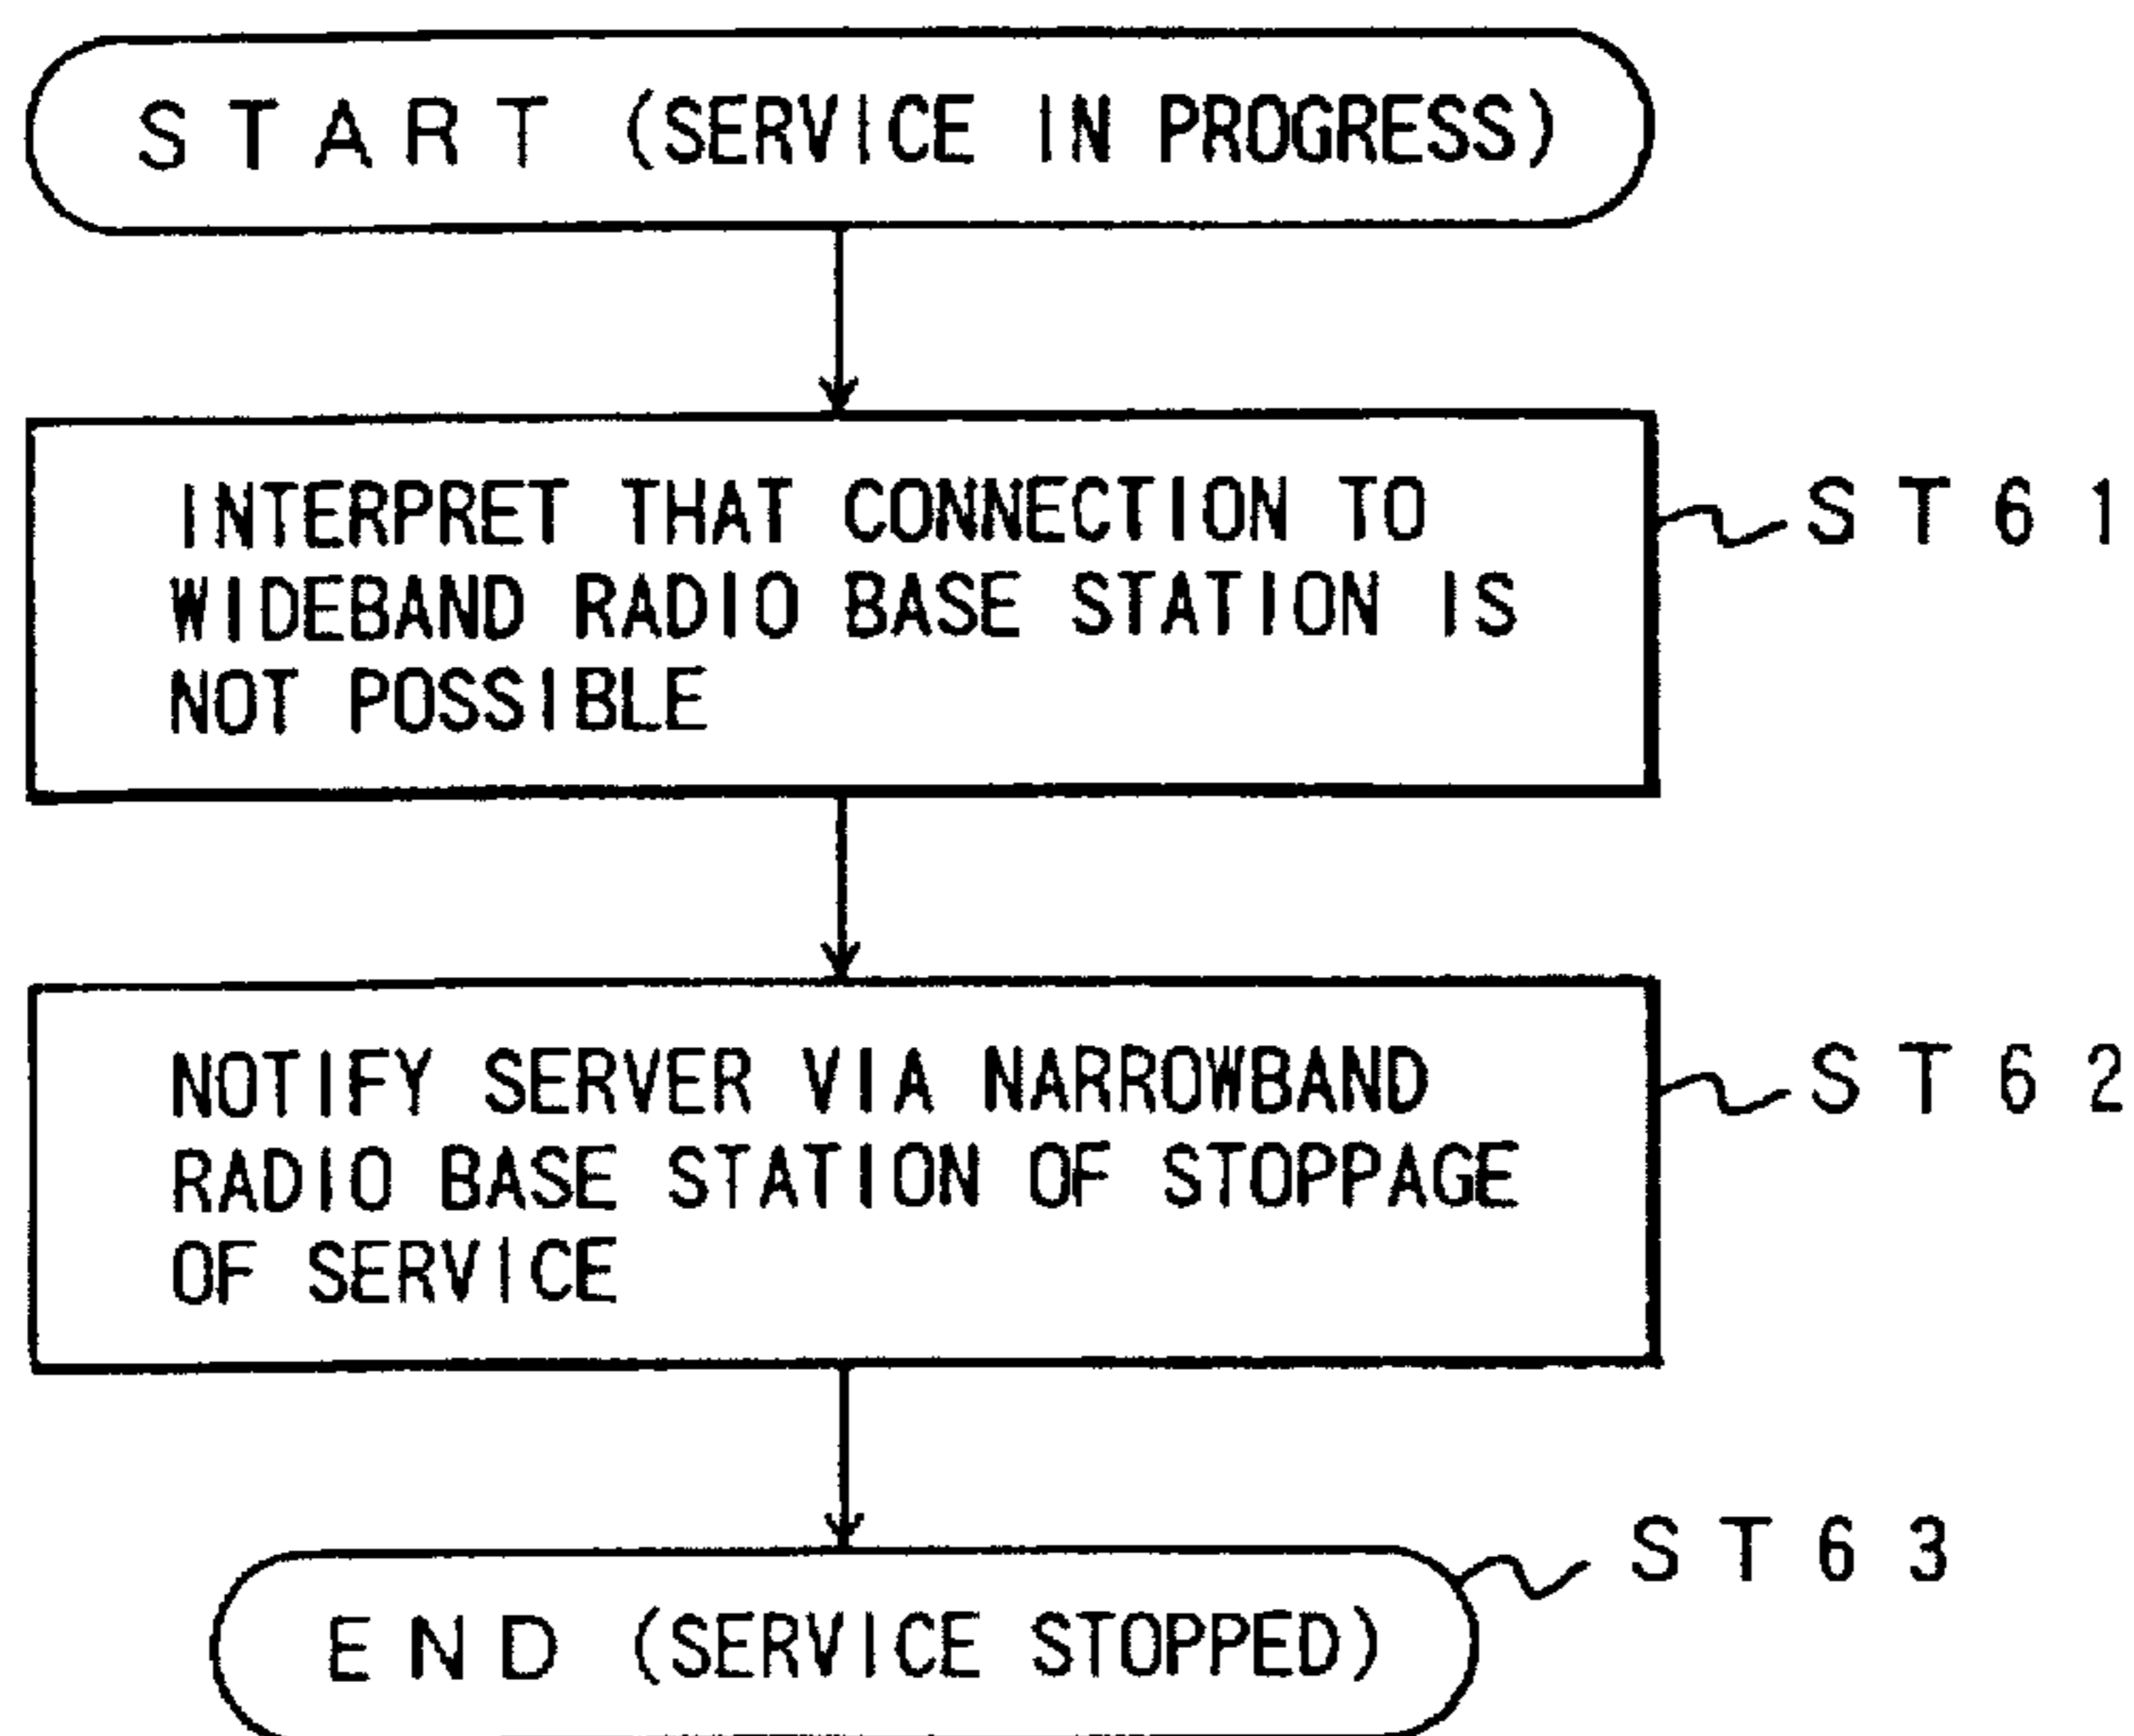 START (SERVICE IN PROGRESS)
INTERPRET THAT CONNECTION TO
WIDEBAND RADIO BASE STATION IS
NOT POSSIBLE
ST61
NOTIFY SERVER VIA NARROWBAND
RADIO BASE STATION OF STOPPAGE
OF SERVICE
ST62
END (SERVICE STOPPED)
ST63